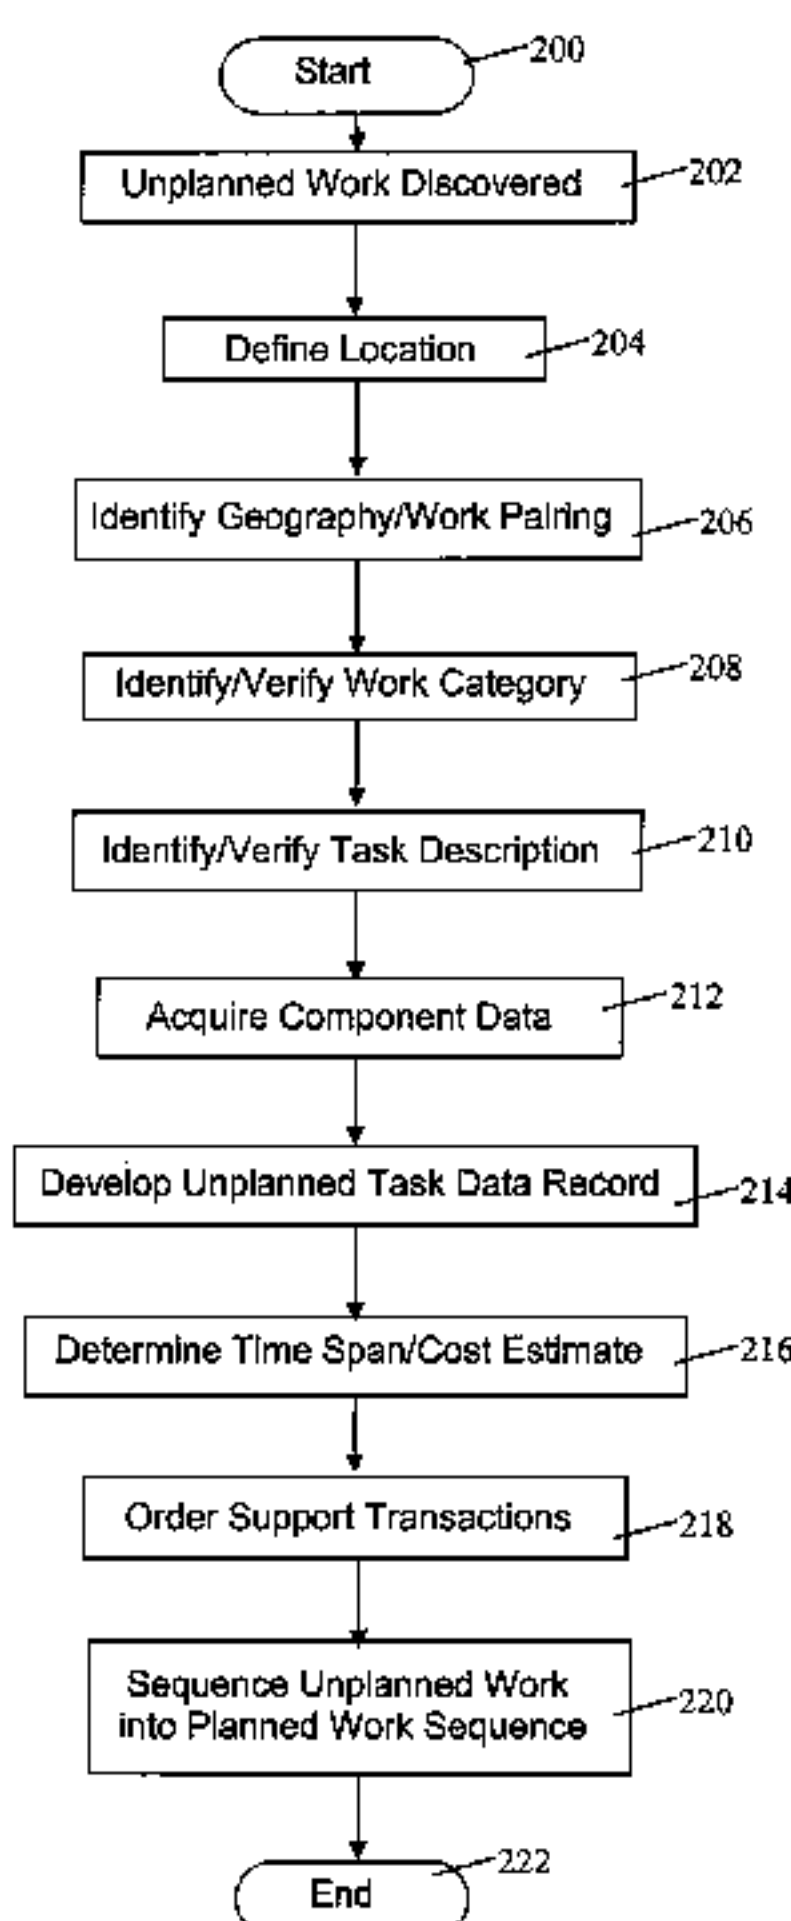 Start
200
Unplanned Work Discovered
202
Define Location
204
Identify Geography/Work Pairing
206
Identify/Verify Work Category
208
Identify/Verify Task Description
210
Acquire Component Data
212
Develop Unplanned Task Data Record
214
Determine Time Span/Cost Estimate
216
Order Support Transactions
218
Sequence Unplanned Work
into Planned Work Sequence
220
End
222